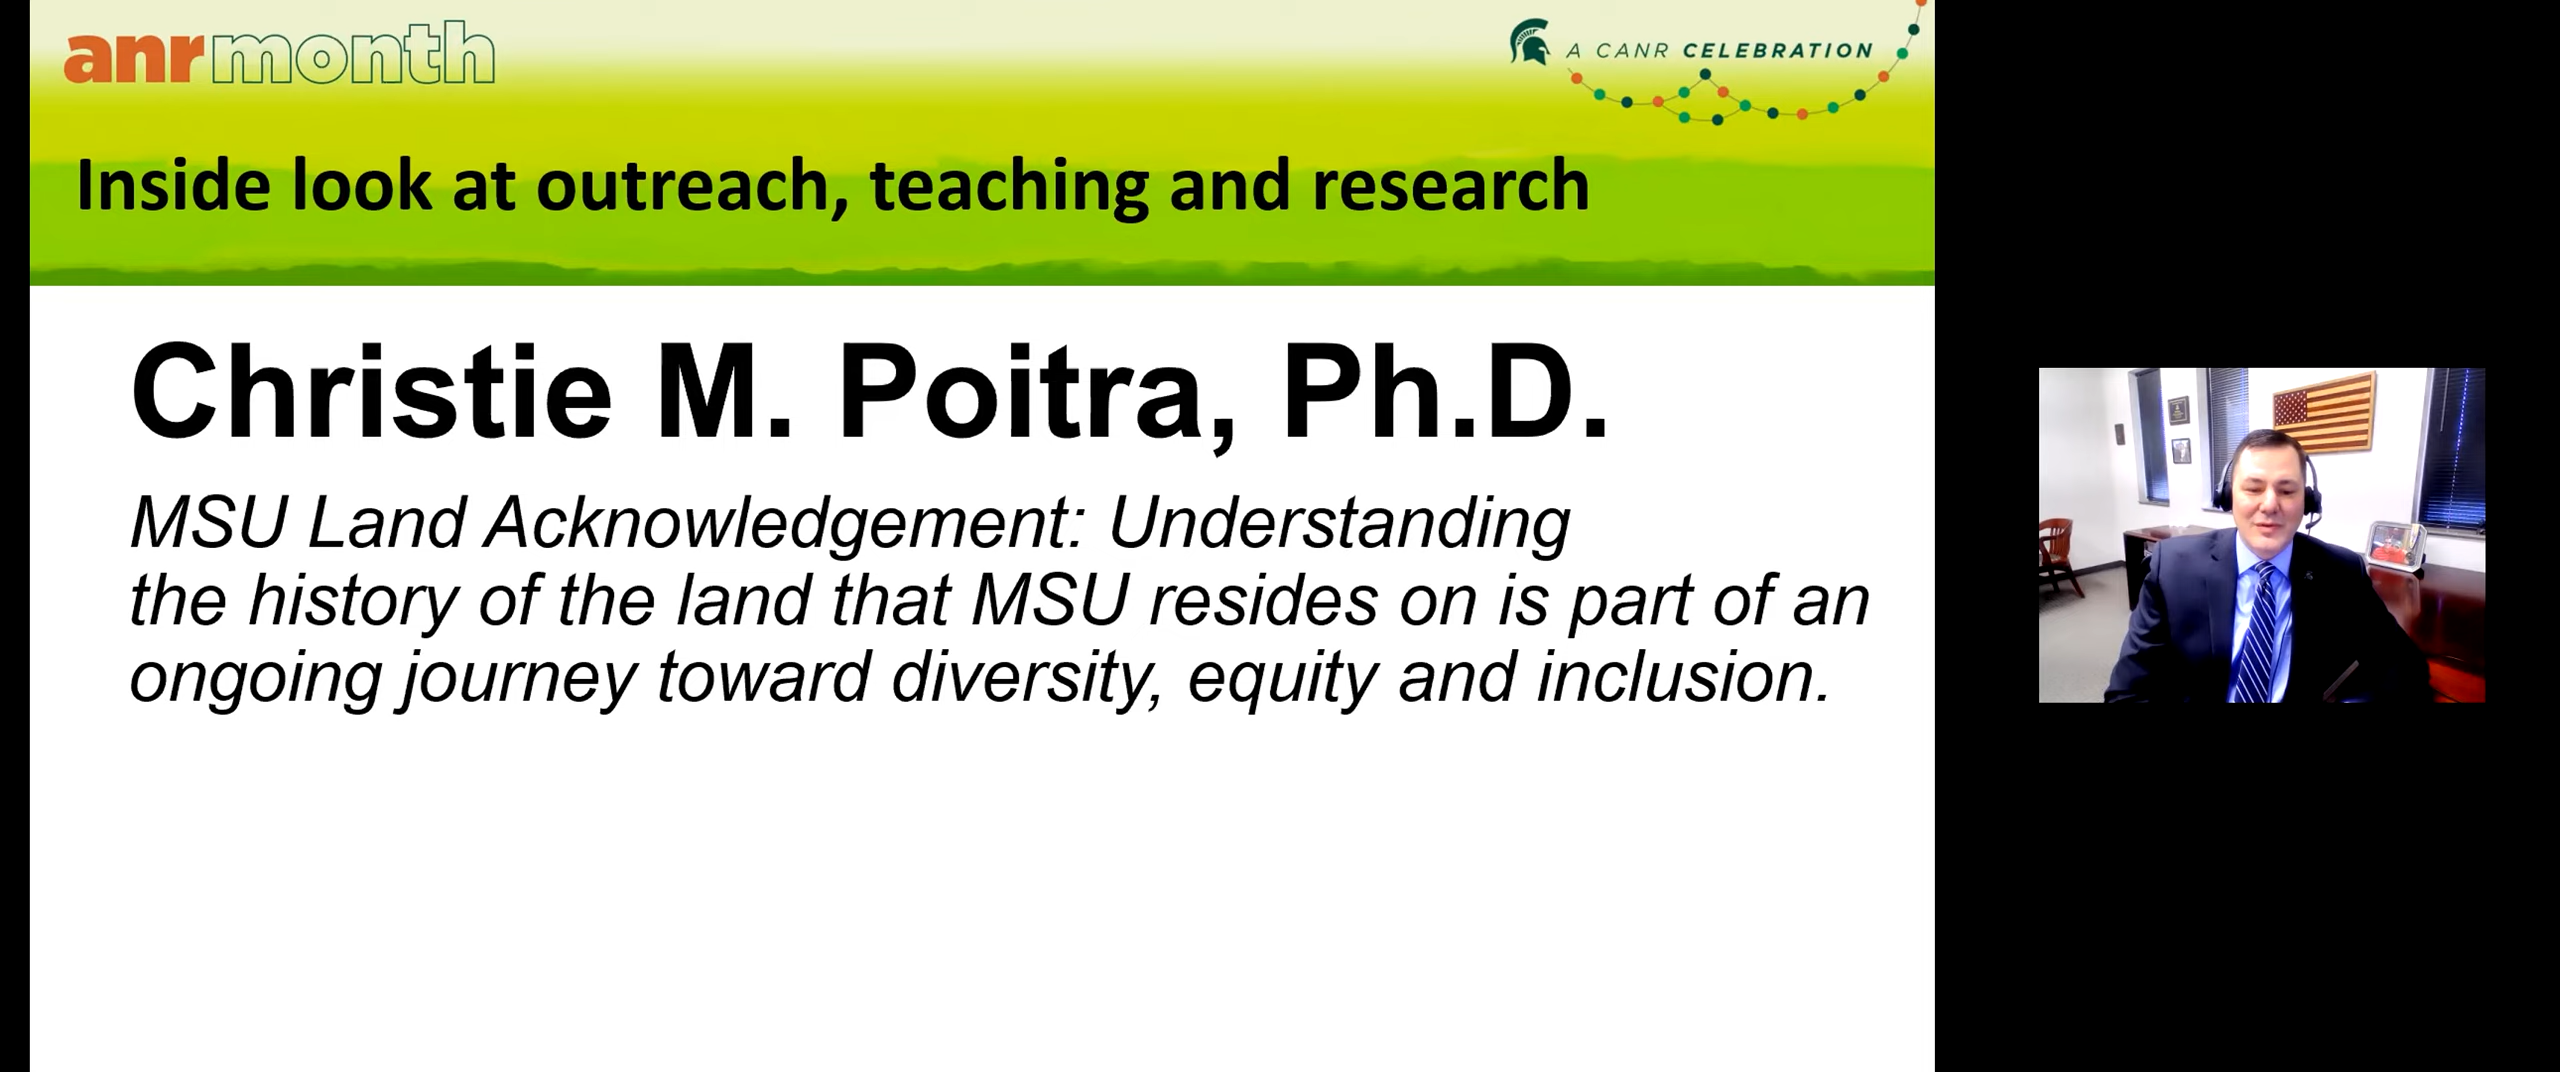 anrmonth
A CANR CELEBRATION
Inside look at outreach, teaching and research
Christie M. Poitra, Ph.D.
MSU Land Acknowledgement: Understanding
the history of the land that MSU resides on is part of an
ongoing journey toward diversity, equity and inclusion.